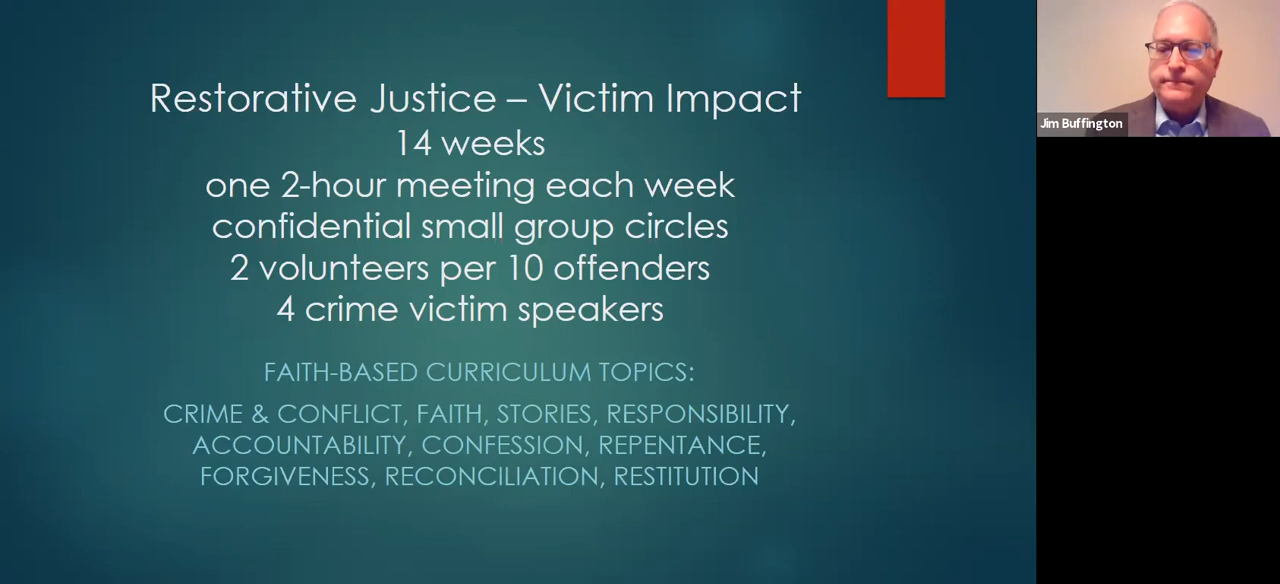 Restorative Justice – Victim Impact
14 weeks
one 2-hour meeting each week
confidential small group circles
2 volunteers per 10 offenders
4 crime victim speakers
FAITH-BASED CURRICULUM TOPICS:
CRIME & CONFLICT, FAITH, STORIES, RESPONSIBILITY,
ACCOUNTABILITY, CONFESSION, REPENTANCE,
FORGIVENESS, RECONCILIATION, RESTITUTION
Jim Buffington